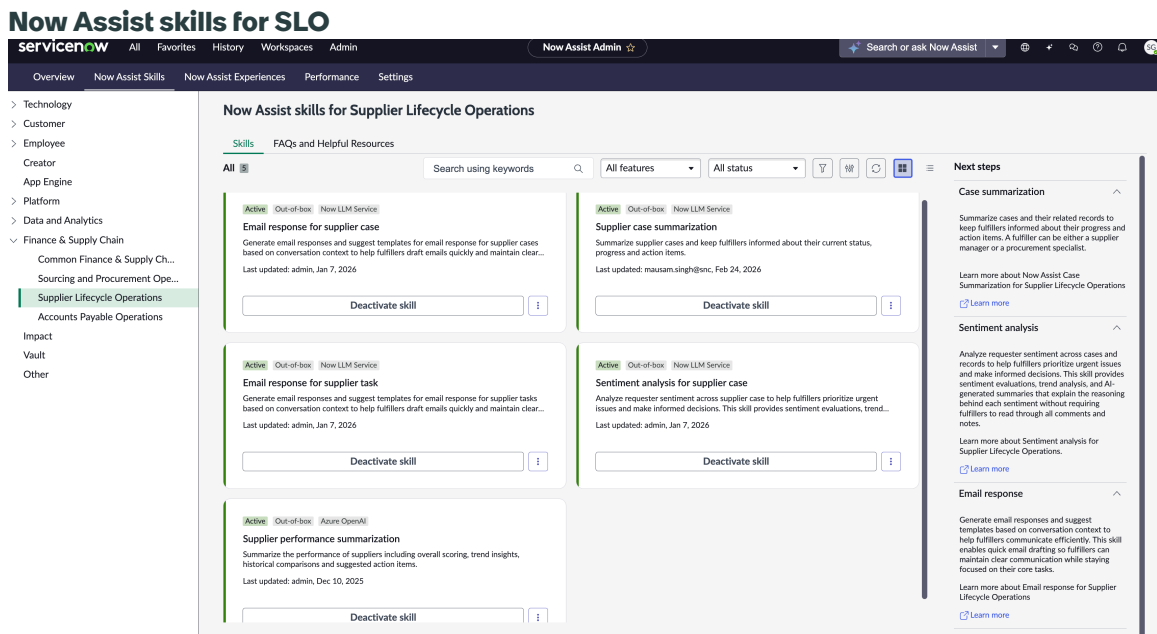 Now Assist skills for SLO
servicenow All Favorites History Workspaces Admin Now Assist Admin Search or ask Now Assist SG
Overview Now Assist Skills Now Assist Experiences Performance Settings
Technology
Customer
Employee
Creator
App Engine
Platform
Data and Analytics
Finance & Supply Chain
Common Finance & Supply Ch...
Sourcing and Procurement Ope...
Supplier Lifecycle Operations
Accounts Payable Operations
Impact
Vault
Other
Now Assist skills for Supplier Lifecycle Operations
Skills FAQs and Helpful Resources
All 5 Search using keywords All features All status
Active Out-of-box Now LLM Service
Email response for supplier case
Generate email responses and suggest templates for email response for supplier cases
based on conversation context to help fulfillers draft emails quickly and maintain clear...
Last updated: admin, Jan 7, 2026
Deactivate skill
Active Out-of-box Now LLM Service
Supplier case summarization
Summarize supplier cases and keep fulfillers informed about their current status,
progress and action items.
Last updated: mausam.singh@snc, Feb 24, 2026
Deactivate skill
Active Out-of-box Now LLM Service
Email response for supplier task
Generate email responses and suggest templates for email response for supplier tasks
based on conversation context to help fulfillers draft emails quickly and maintain clear...
Last updated: admin, Jan 7, 2026
Deactivate skill
Active Out-of-box Now LLM Service
Sentiment analysis for supplier case
Analyze requester sentiment across supplier case to help fulfillers prioritize urgent
issues and make informed decisions. This skill provides sentiment evaluations, trend...
Last updated: admin, Jan 7, 2026
Deactivate skill
Active Out-of-box Azure OpenAI
Supplier performance summarization
Summarize the performance of suppliers including overall scoring, trend insights,
historical comparisons and suggested action items.
Last updated: admin, Dec 10, 2025
Deactivate skill
Next steps
Case summarization
Summarize cases and their related records to
keep fulfillers informed about their progress and
action items. A fulfiller can be either a supplier
manager or a procurement specialist.
Learn more about Now Assist Case
Summarization for Supplier Lifecycle Operations
Learn more
Sentiment analysis
Analyze requester sentiment across cases and
records to help fulfillers prioritize urgent issues
and make informed decisions. This skill provides
sentiment evaluations, trend analysis, and AI-
generated summaries that explain the reasoning
behind each sentiment without requiring
fulfillers to read through all comments and
notes.
Learn more about Sentiment analysis for
Supplier Lifecycle Operations.
Learn more
Email response
Generate email responses and suggest
templates based on conversation context to
help fulfillers communicate efficiently. This skill
enables quick email drafting so fulfillers can
maintain clear communication while staying
focused on their core tasks.
Learn more about Email response for Supplier
Lifecycle Operations
Learn more